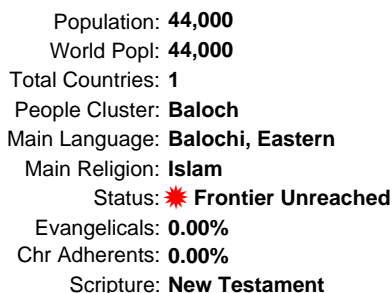 Population: 44,000
World Popl: 44,000
Total Countries: 1
People Cluster: Baloch
Main Language: Balochi, Eastern
Main Religion: Islam
Status: Frontier Unreached
Evangelicals: 0.00%
Chr Adherents: 0.00%
Scripture: New Testament